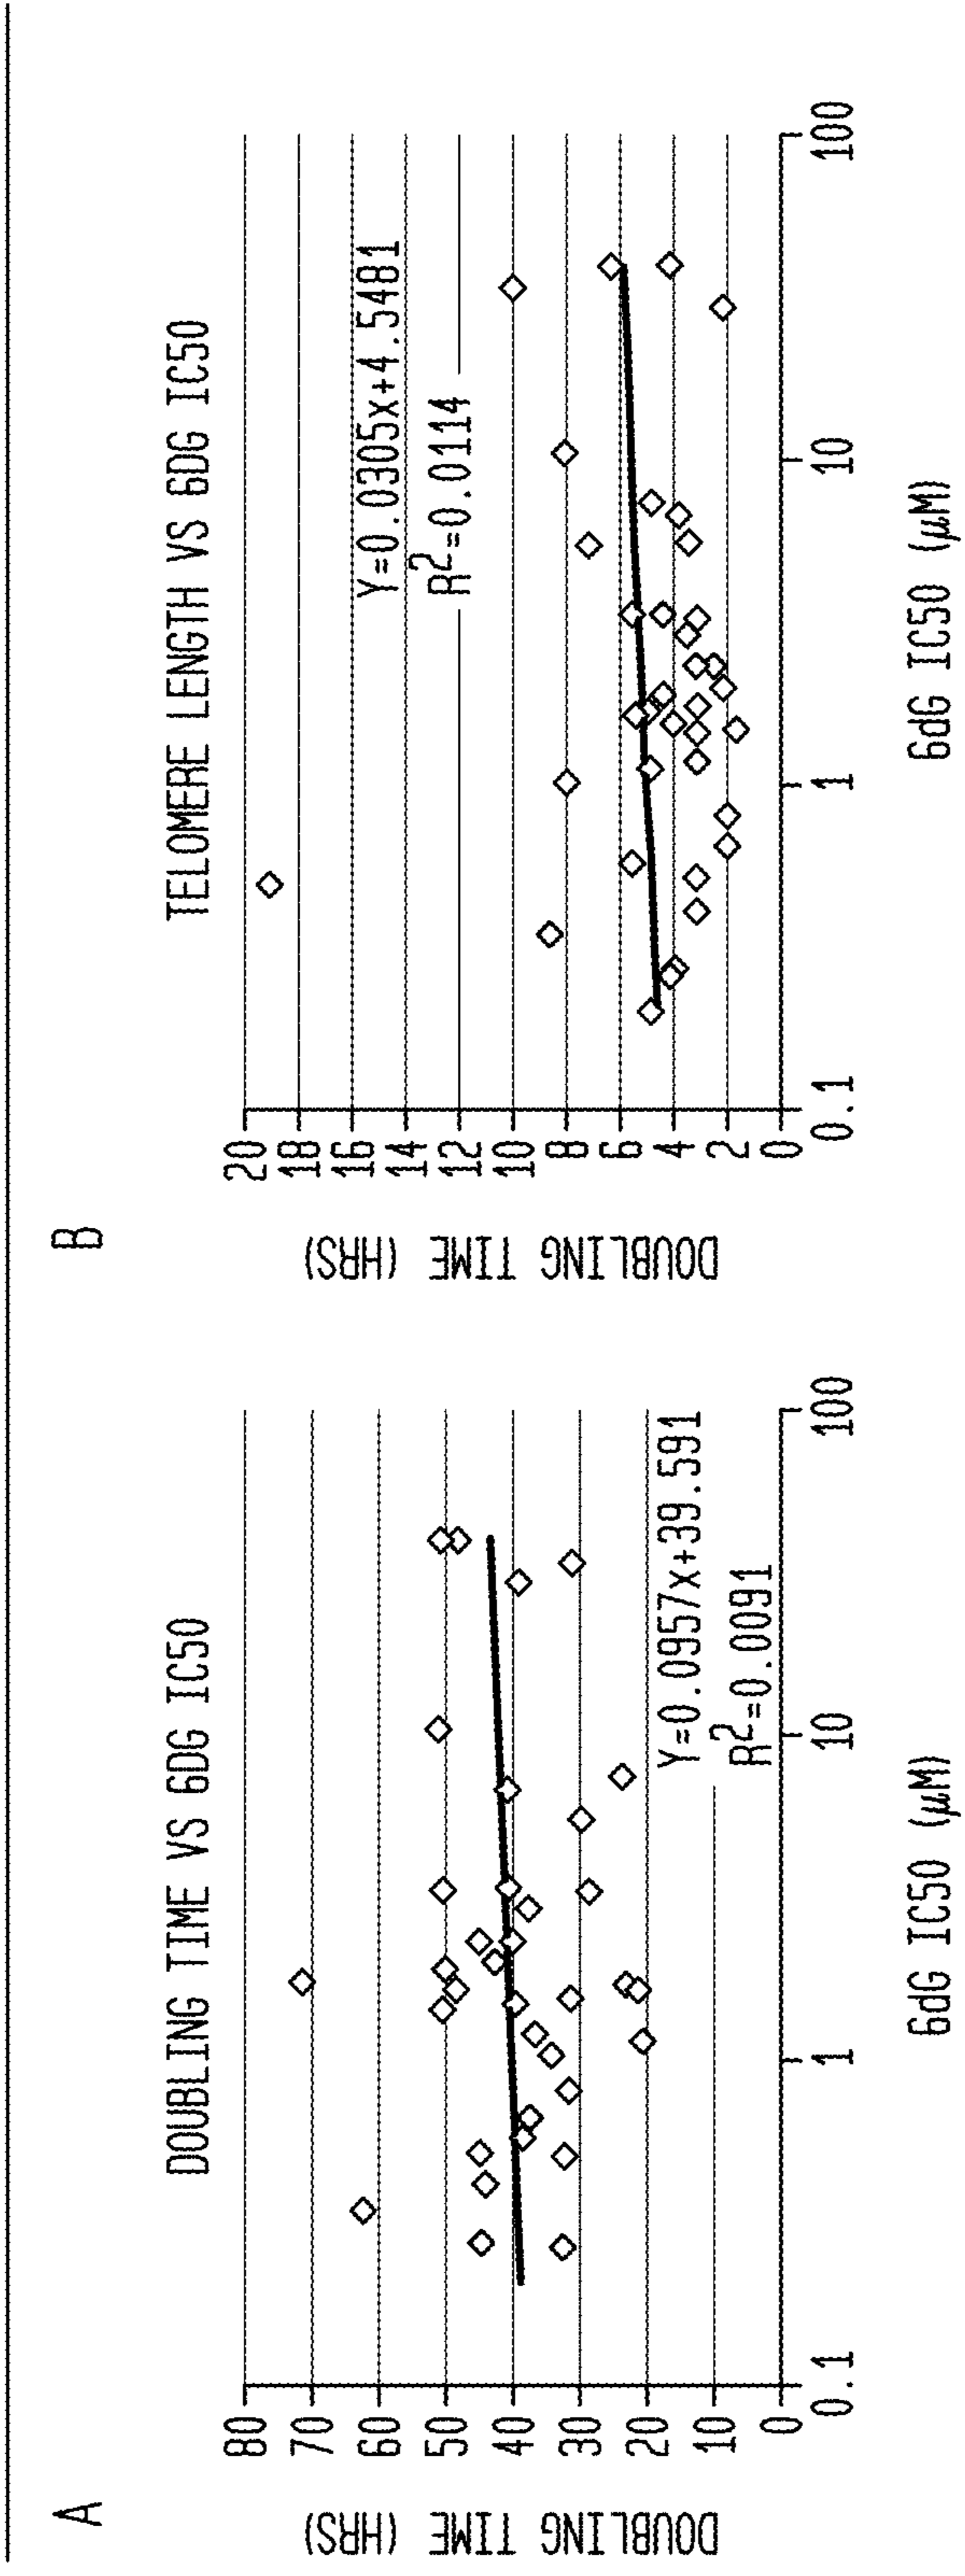 A
DOUBLING TIME VS 6DG IC50
DOUBLING TIME (HRS)
80
70
60
50
40
30
20
10
0
Y=0.0957x+39.591
R²=0.0091
0.1
1
10
100
6dG IC50 (μM)
B
TELOMERE LENGTH VS 6DG IC50
DOUBLING TIME (HRS)
20
18
16
14
12
10
8
6
4
2
0
Y=0.0305x+4.5481
R²=0.0114
0.1
1
10
100
6dG IC50 (μM)